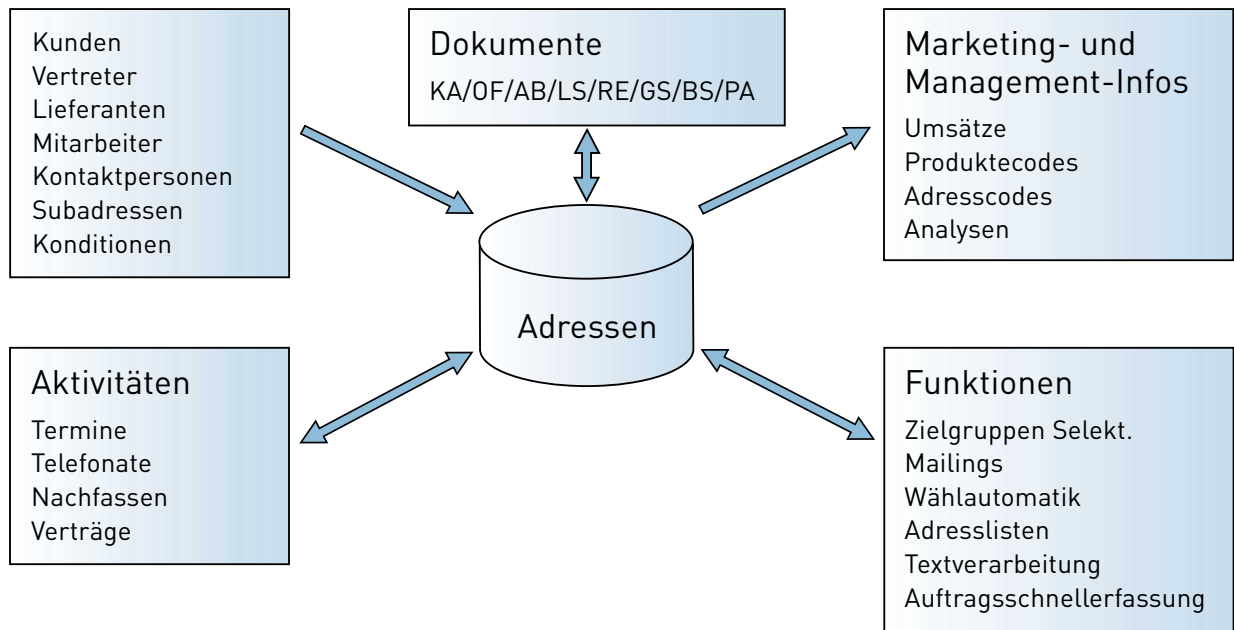 Kunden
Vertreter
Lieferanten
Mitarbeiter
Kontaktpersonen
Subadressen
Konditionen
Dokumente
KA/OF/AB/LS/RE/GS/BS/PA
Marketing- und
Management-Infos
Umsätze
Produktecodes
Adresscodes
Analysen
Adressen
Aktivitäten
Termine
Telefonate
Nachfassen
Verträge
Funktionen
Zielgruppen Selekt.
Mailings
Wählautomatik
Adresslisten
Textverarbeitung
Auftragsschnellerfassung